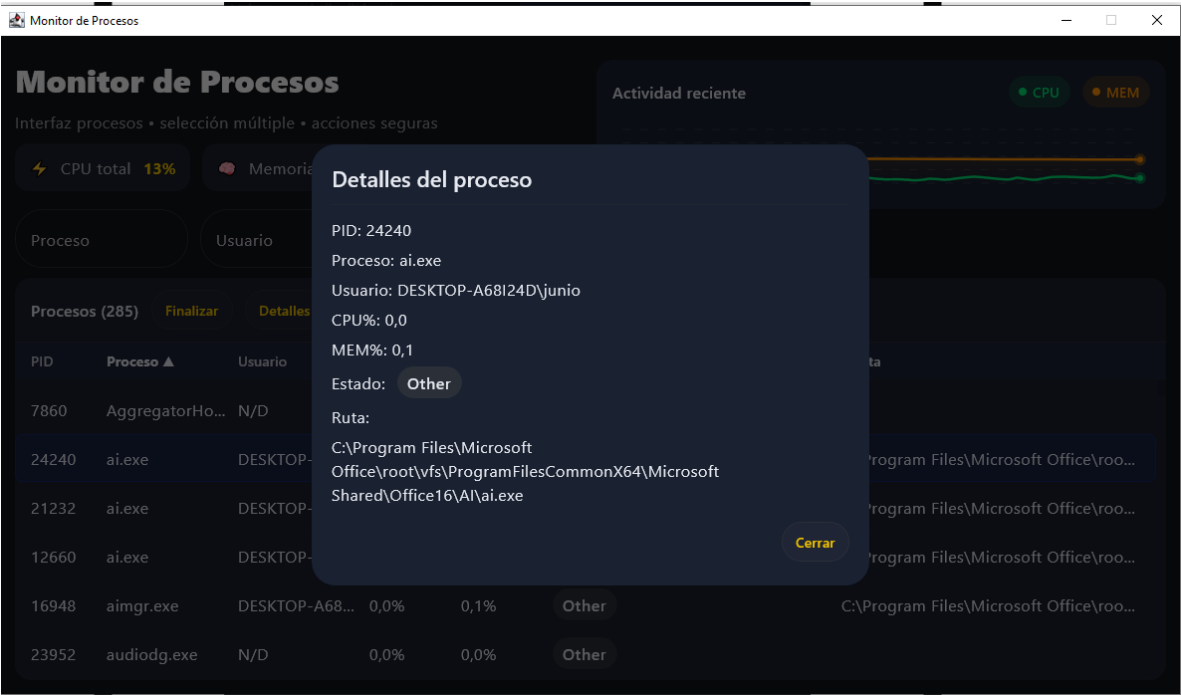 Monitor de Procesos
Monitor de Procesos
Interfaz procesos • selección múltiple • acciones seguras
CPU total 13%
Memoria
Actividad reciente
CPU
MEM
Proceso
Usuario
Procesos (285) Finalizar Detalles
PID Proceso ▲ Usuario
7860 AggregatorHo... N/D
24240 ai.exe DESKTOP- Program Files\Microsoft Office\roo...
21232 ai.exe DESKTOP- Program Files\Microsoft Office\roo...
12660 ai.exe DESKTOP- Program Files\Microsoft Office\roo...
16948 aimgr.exe DESKTOP-A68... 0,0% 0,1% Other C:\Program Files\Microsoft Office\roo...
23952 audiodg.exe N/D 0,0% 0,0% Other
Detalles del proceso
PID: 24240
Proceso: ai.exe
Usuario: DESKTOP-A68I24D\junio
CPU%: 0,0
MEM%: 0,1
Estado: Other
Ruta:
C:\Program Files\Microsoft
Office\root\vfs\ProgramFilesCommonX64\Microsoft
Shared\Office16\AI\ai.exe
Cerrar